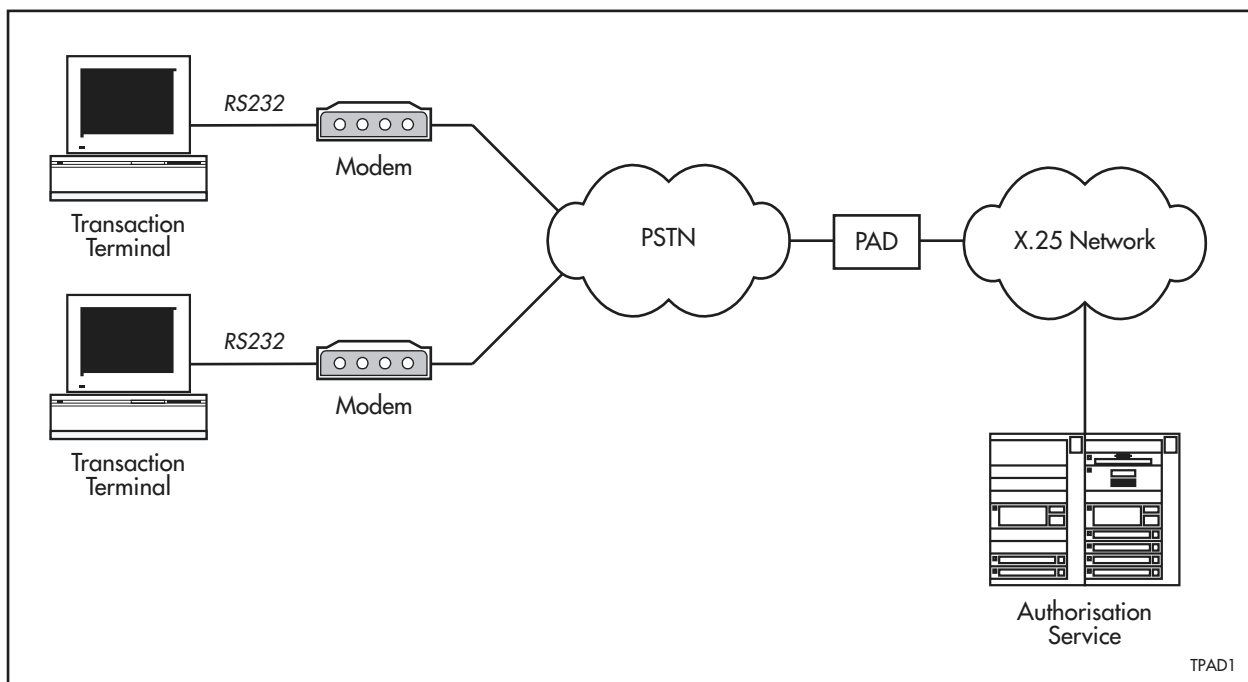 RS232
Modem
Transaction
Terminal
PSTN
PAD
X.25 Network
RS232
Modem
Transaction
Terminal
Authorisation
Service
TPAD1